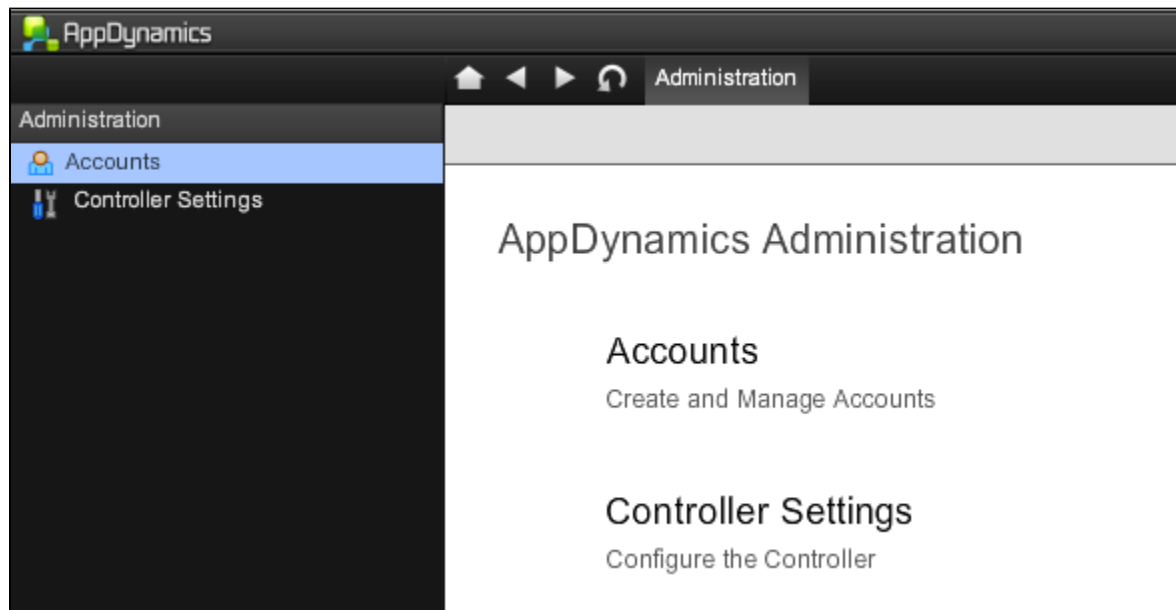 AppDynamics
Administration
Administration
Accounts
Controller Settings
AppDynamics Administration
Accounts
Create and Manage Accounts
Controller Settings
Configure the Controller